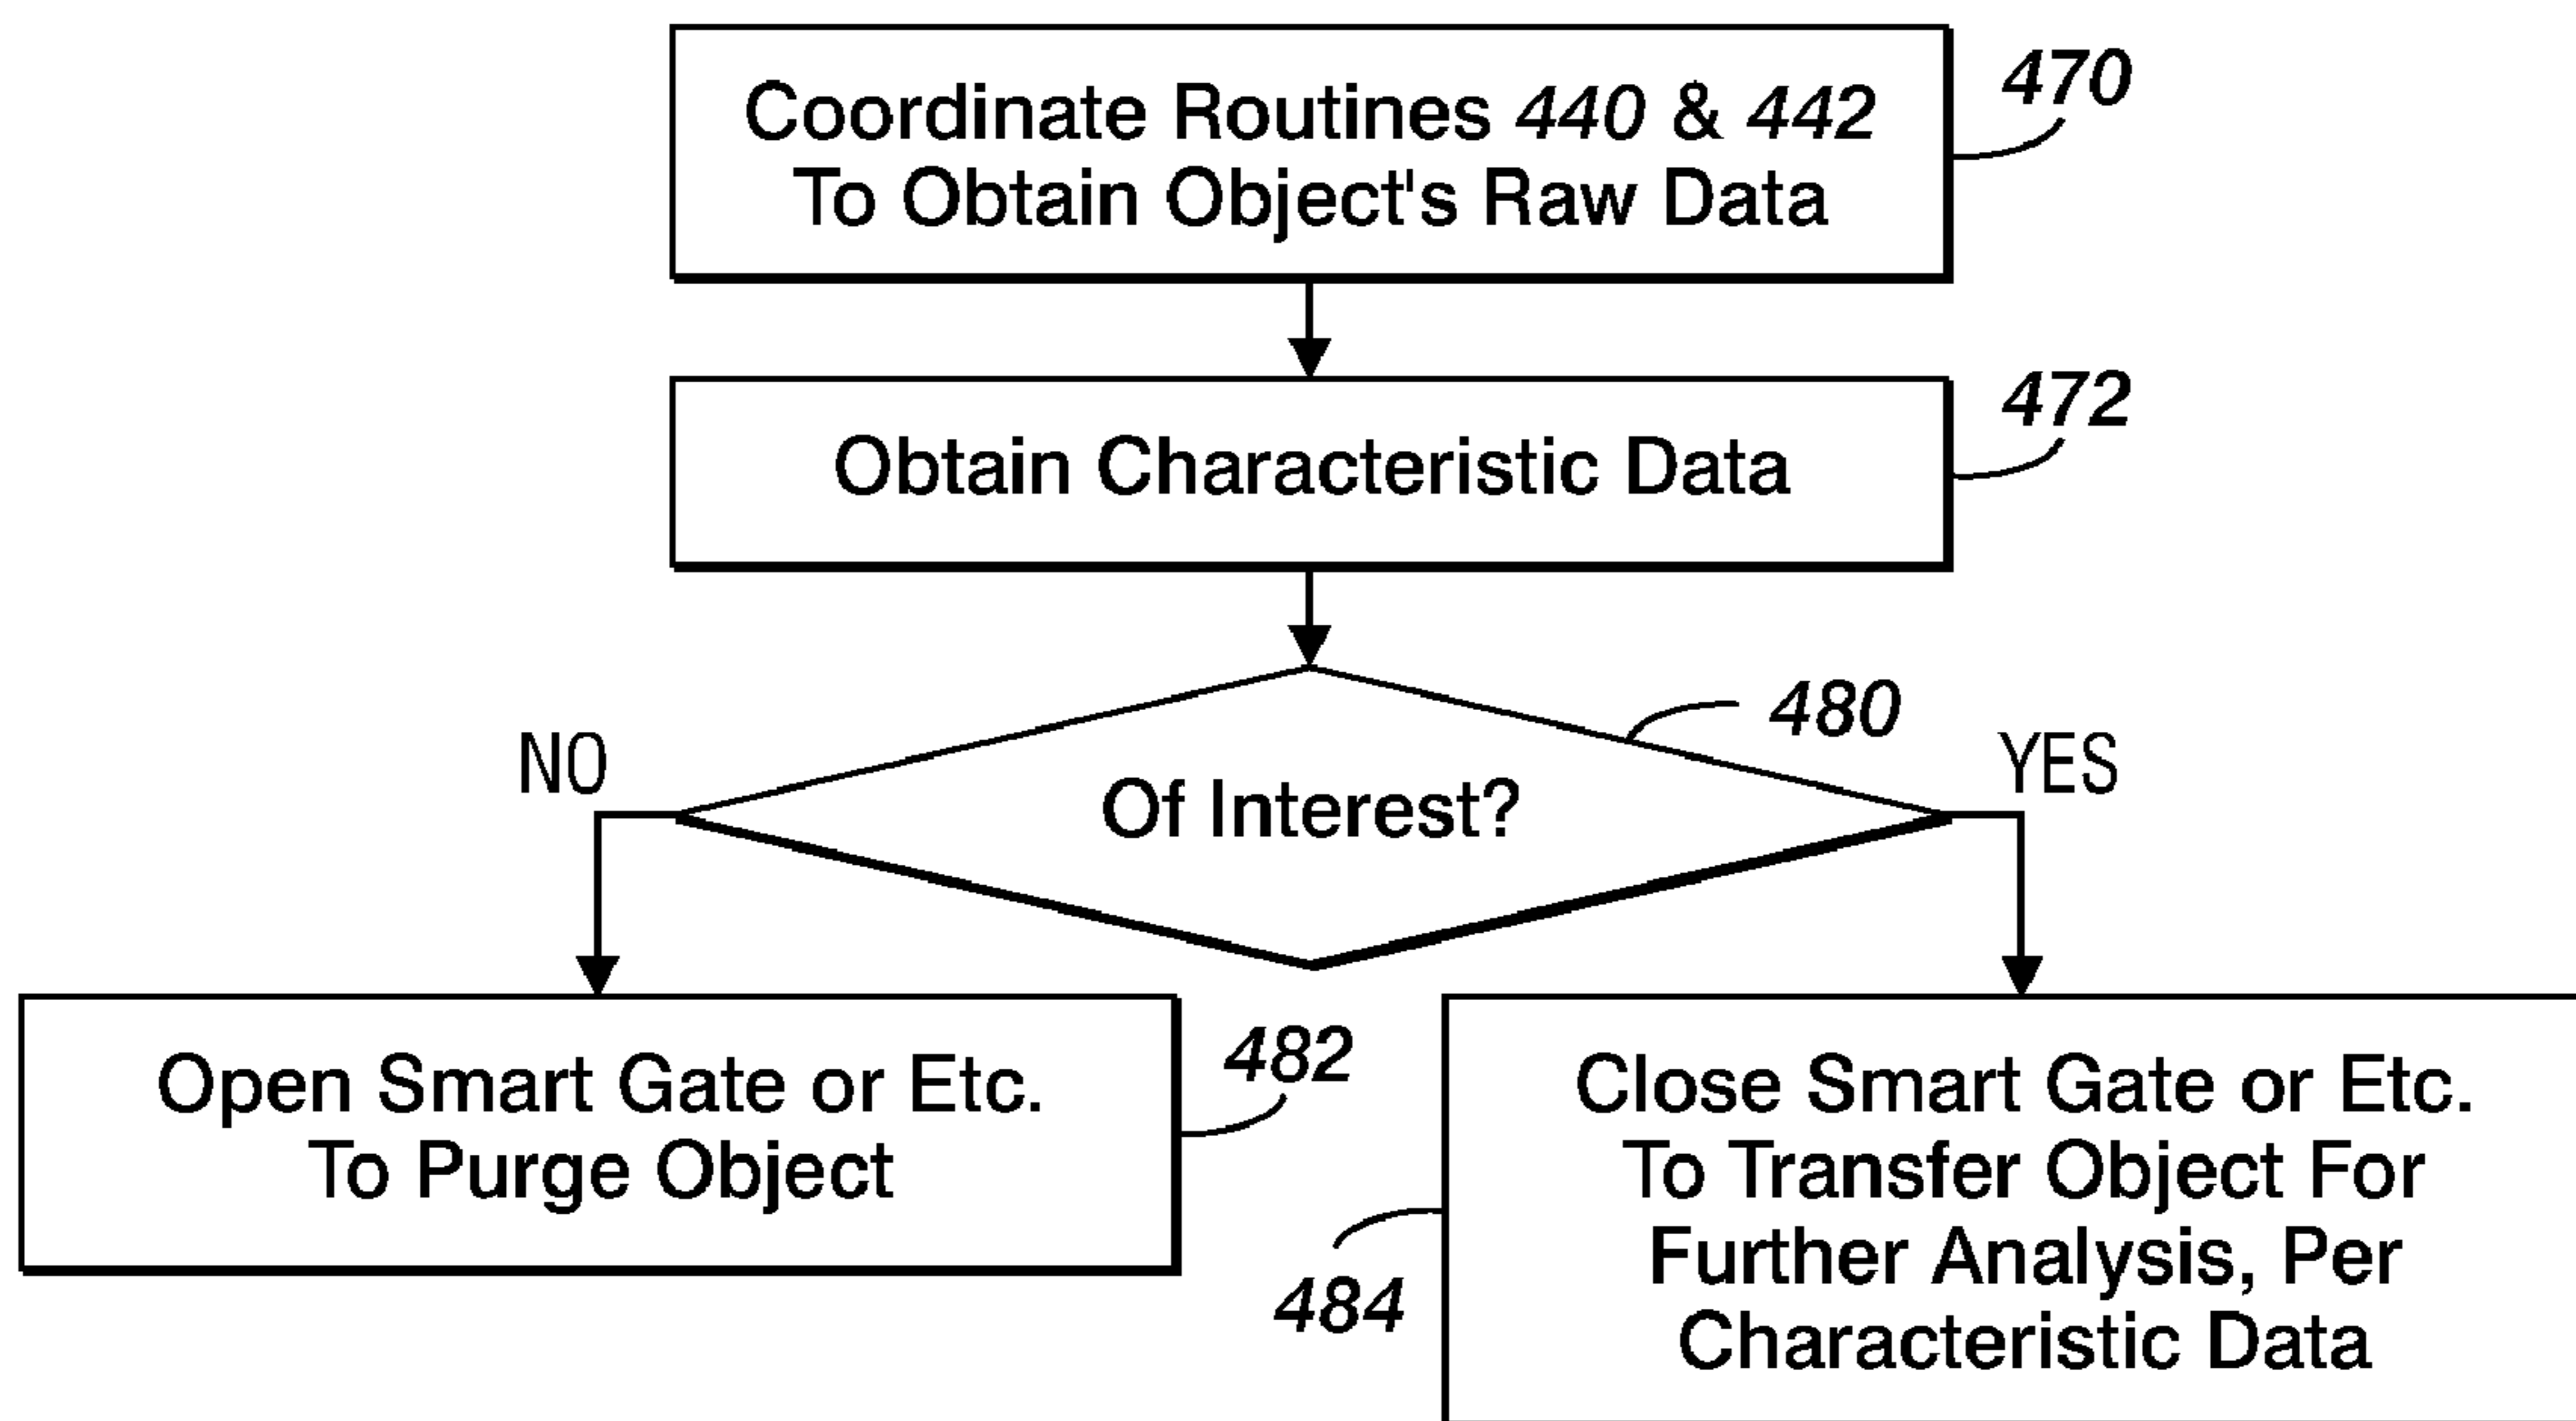 Coordinate Routines 440 & 442
To Obtain Object's Raw Data
470
Obtain Characteristic Data
472
Of Interest?
480
NO
YES
Open Smart Gate or Etc.
To Purge Object
482
Close Smart Gate or Etc.
To Transfer Object For
Further Analysis, Per
Characteristic Data
484